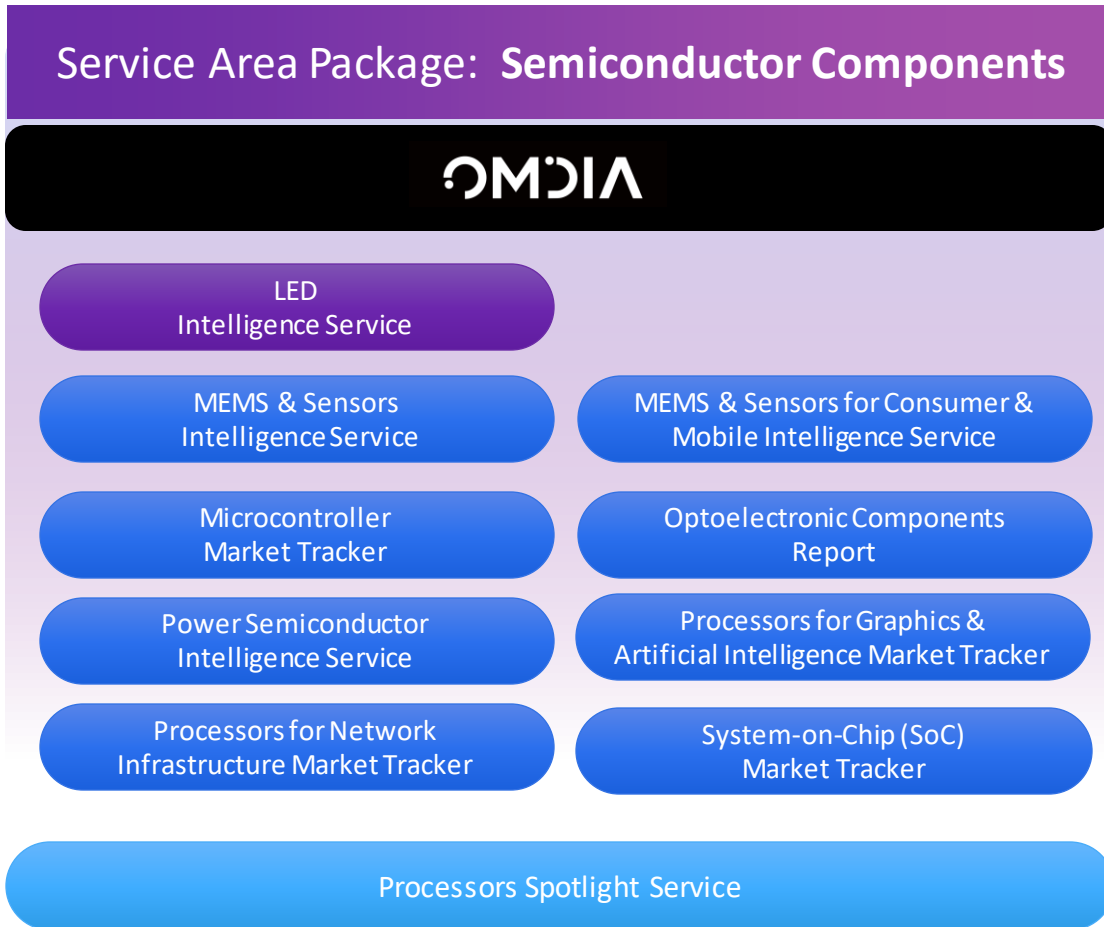 Service Area Package: Semiconductor Components
OMDIA
LED
Intelligence Service
MEMS & Sensors
Intelligence Service
MEMS & Sensors for Consumer &
Mobile Intelligence Service
Microcontroller
Market Tracker
Optoelectronic Components
Report
Power Semiconductor
Intelligence Service
Processors for Graphics &
Artificial Intelligence Market Tracker
Processors for Network
Infrastructure Market Tracker
System-on-Chip (SoC)
Market Tracker
Processors Spotlight Service